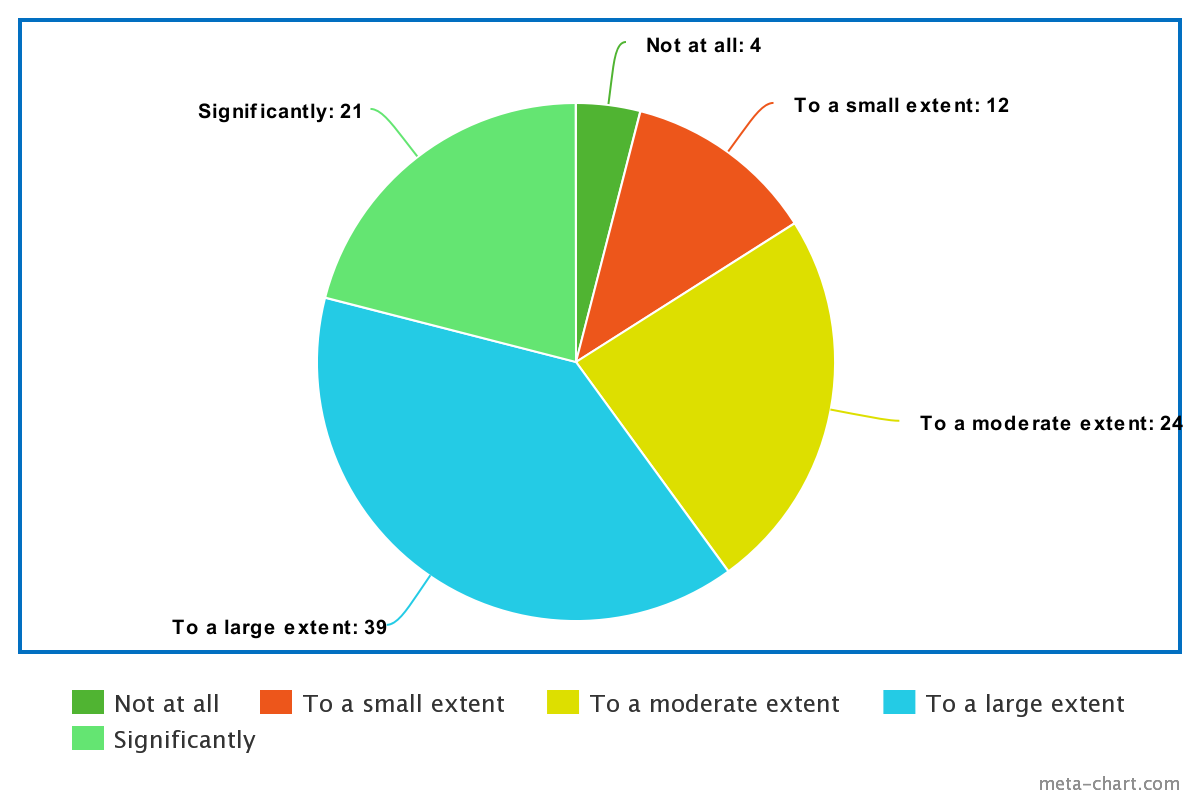 Not at all: 4
To a small extent: 12
Significantly: 21
To a moderate extent: 24
To a large extent: 39
Not at all
To a small extent
To a moderate extent
To a large extent
Significantly
meta-chart.com